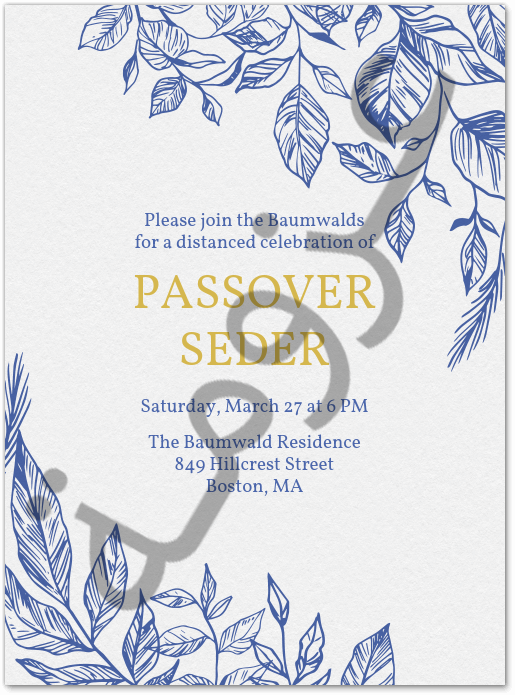 Please join the Baumwalds
for a distanced celebration of
PASSOVER
SEDER
Saturday, March 27 at 6 PM
The Baumwald Residence
849 Hillcrest Street
Boston, MA